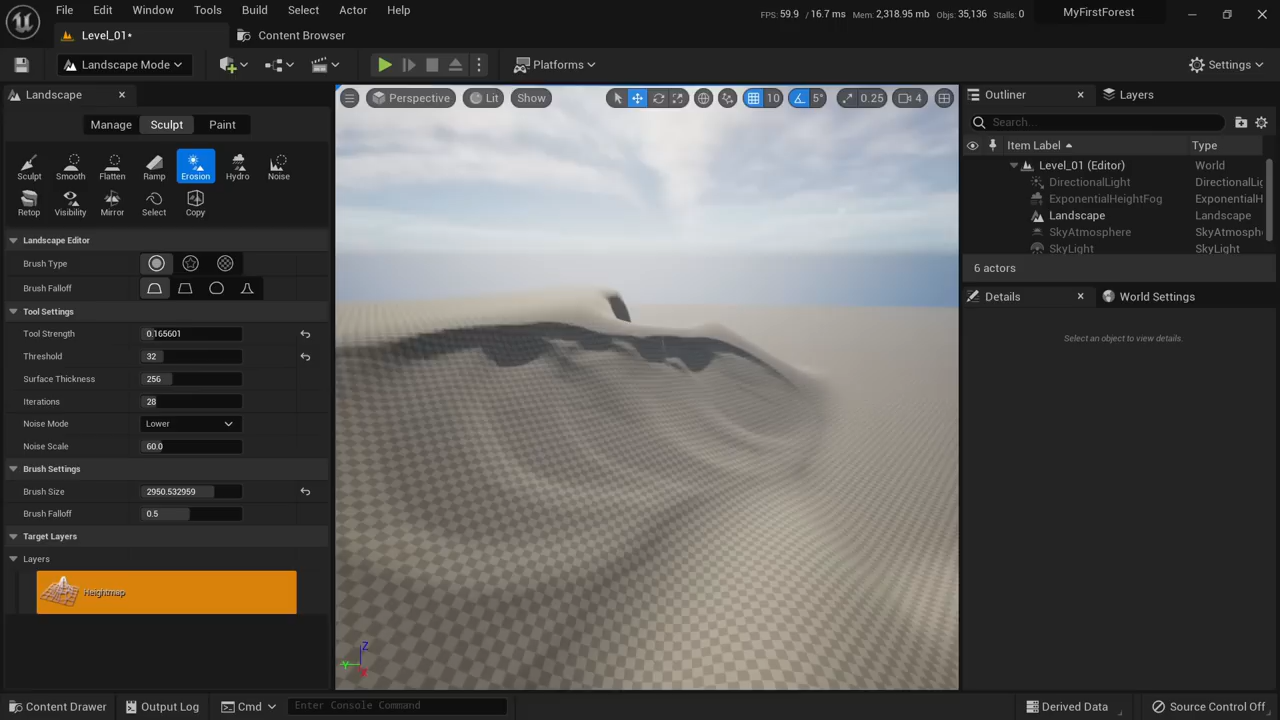 File Edit Window Tools Build Select Actor Help
FPS: 59.9 / 16.7 ms Mem: 2,318.95 mb Objs: 35,136 Stalls: 0
MyFirstForest
Level_01•
Content Browser
Landscape Mode
Platforms
Settings
Landscape
Manage Sculpt Paint
Sculpt Smooth Flatten Ramp Erosion Hydro Noise
Retop Visibility Mirror Select Copy
Landscape Editor
Brush Type
Brush Falloff
Tool Settings
Tool Strength 0.165601
Threshold 32
Surface Thickness 256
Iterations 28
Noise Mode Lower
Noise Scale 60.0
Brush Settings
Brush Size 2950.532959
Brush Falloff 0.5
Target Layers
Layers
Heightmap
Perspective Lit Show 10 5° 0.25 4
Z
Y
Outliner Layers
Search...
Item Label Type
Level_01 (Editor) World
DirectionalLight DirectionalLig
ExponentialHeightFog ExponentialH
Landscape Landscape
SkyAtmosphere SkyAtmosph
SkyLight SkyLight
6 actors
Details World Settings
Select an object to view details.
Content Drawer Output Log Cmd Enter Console Command Derived Data Source Control Off